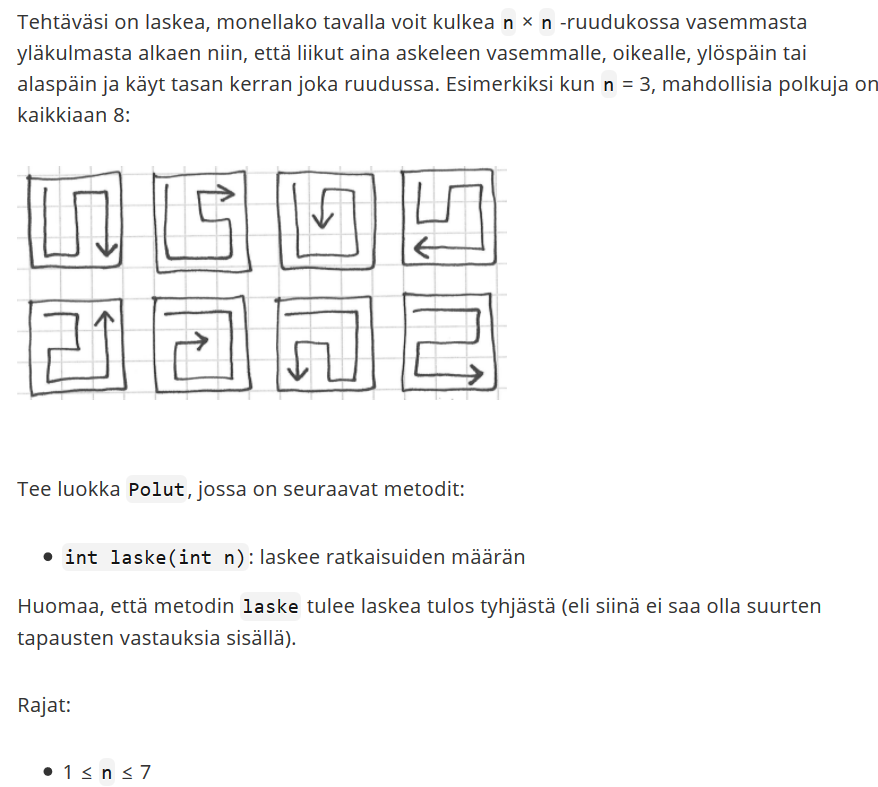 Tehtäväsi on laskea, monellako tavalla voit kulkea n × n -ruudukossa vasemmasta
yläkulmasta alkaen niin, että liikut aina askeleen vasemmalle, oikealle, ylöspäin tai
alaspäin ja käyt tasan kerran joka ruudussa. Esimerkiksi kun n = 3, mahdollisia polkuja on
kaikkiaan 8:
Tee luokka Polut, jossa on seuraavat metodit:
● int laske(int n): laskee ratkaisuiden määrän
Huomaa, että metodin laske tulee laskea tulos tyhjästä (eli siinä ei saa olla suurten
tapausten vastauksia sisällä).
Rajat:
● 1 ≤ n ≤ 7